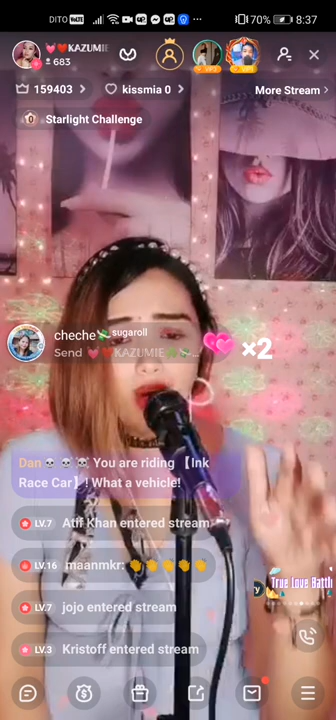 DITO 70% 8:37
KAZUMIE
683
159403 kissmia 0 More Stream
Starlight Challenge
cheche sugaroll
Send 💓❤️KAZUMIE...
×2
Dan☠️☠️☠️ You are riding 【Ink
Race Car】! What a vehicle!
LV.7 Atif Khan entered stream
LV.16 maanmkr: 👏👏👏👏👏
LV.7 jojo entered stream
True Love Battl
LV.3 Kristoff entered stream